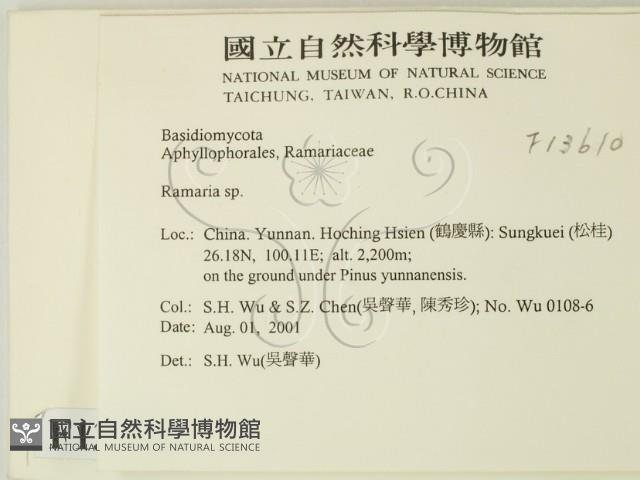 國立自然科學博物館
NATIONAL MUSEUM OF NATURAL SCIENCE
TAICHUNG, TAIWAN, R.O.CHINA
F13610
Basidiomycota
Aphyllophorales, Ramariaceae
Ramaria sp.
Loc.: China. Yunnan. Hoching Hsien (鶴慶縣): Sungkuei (松桂)
26.18N, 100.11E; alt. 2,200m;
on the ground under Pinus yunnanensis.
Col.: S.H. Wu & S.Z. Chen(吳聲華, 陳秀珍); No. Wu 0108-6
Date: Aug. 01, 2001
Det.: S.H. Wu(吳聲華)
國立自然科學博物館
NATIONAL MUSEUM OF NATURAL SCIENCE